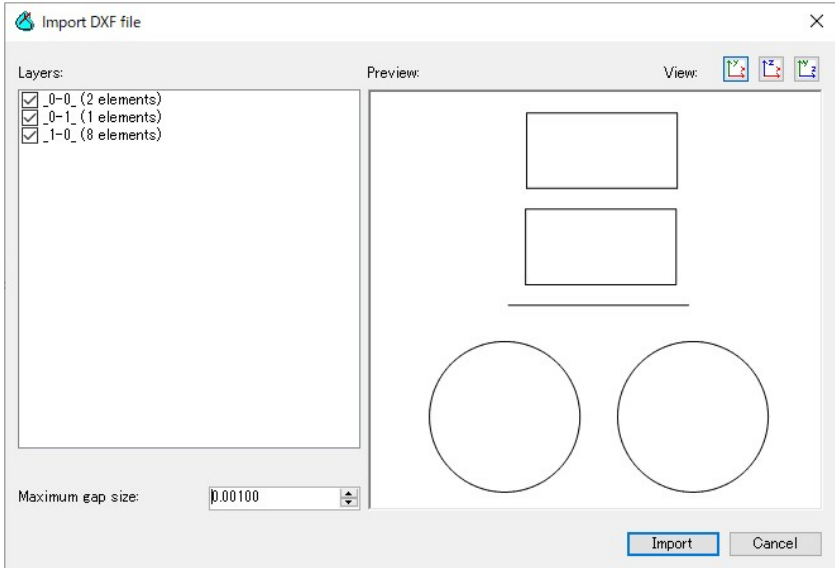 Import DXF file
Layers:
Preview:
View:
_0-0_ (2 elements)
_0-1_ (1 elements)
_1-0_ (8 elements)
Maximum gap size:
0.00100
Import
Cancel